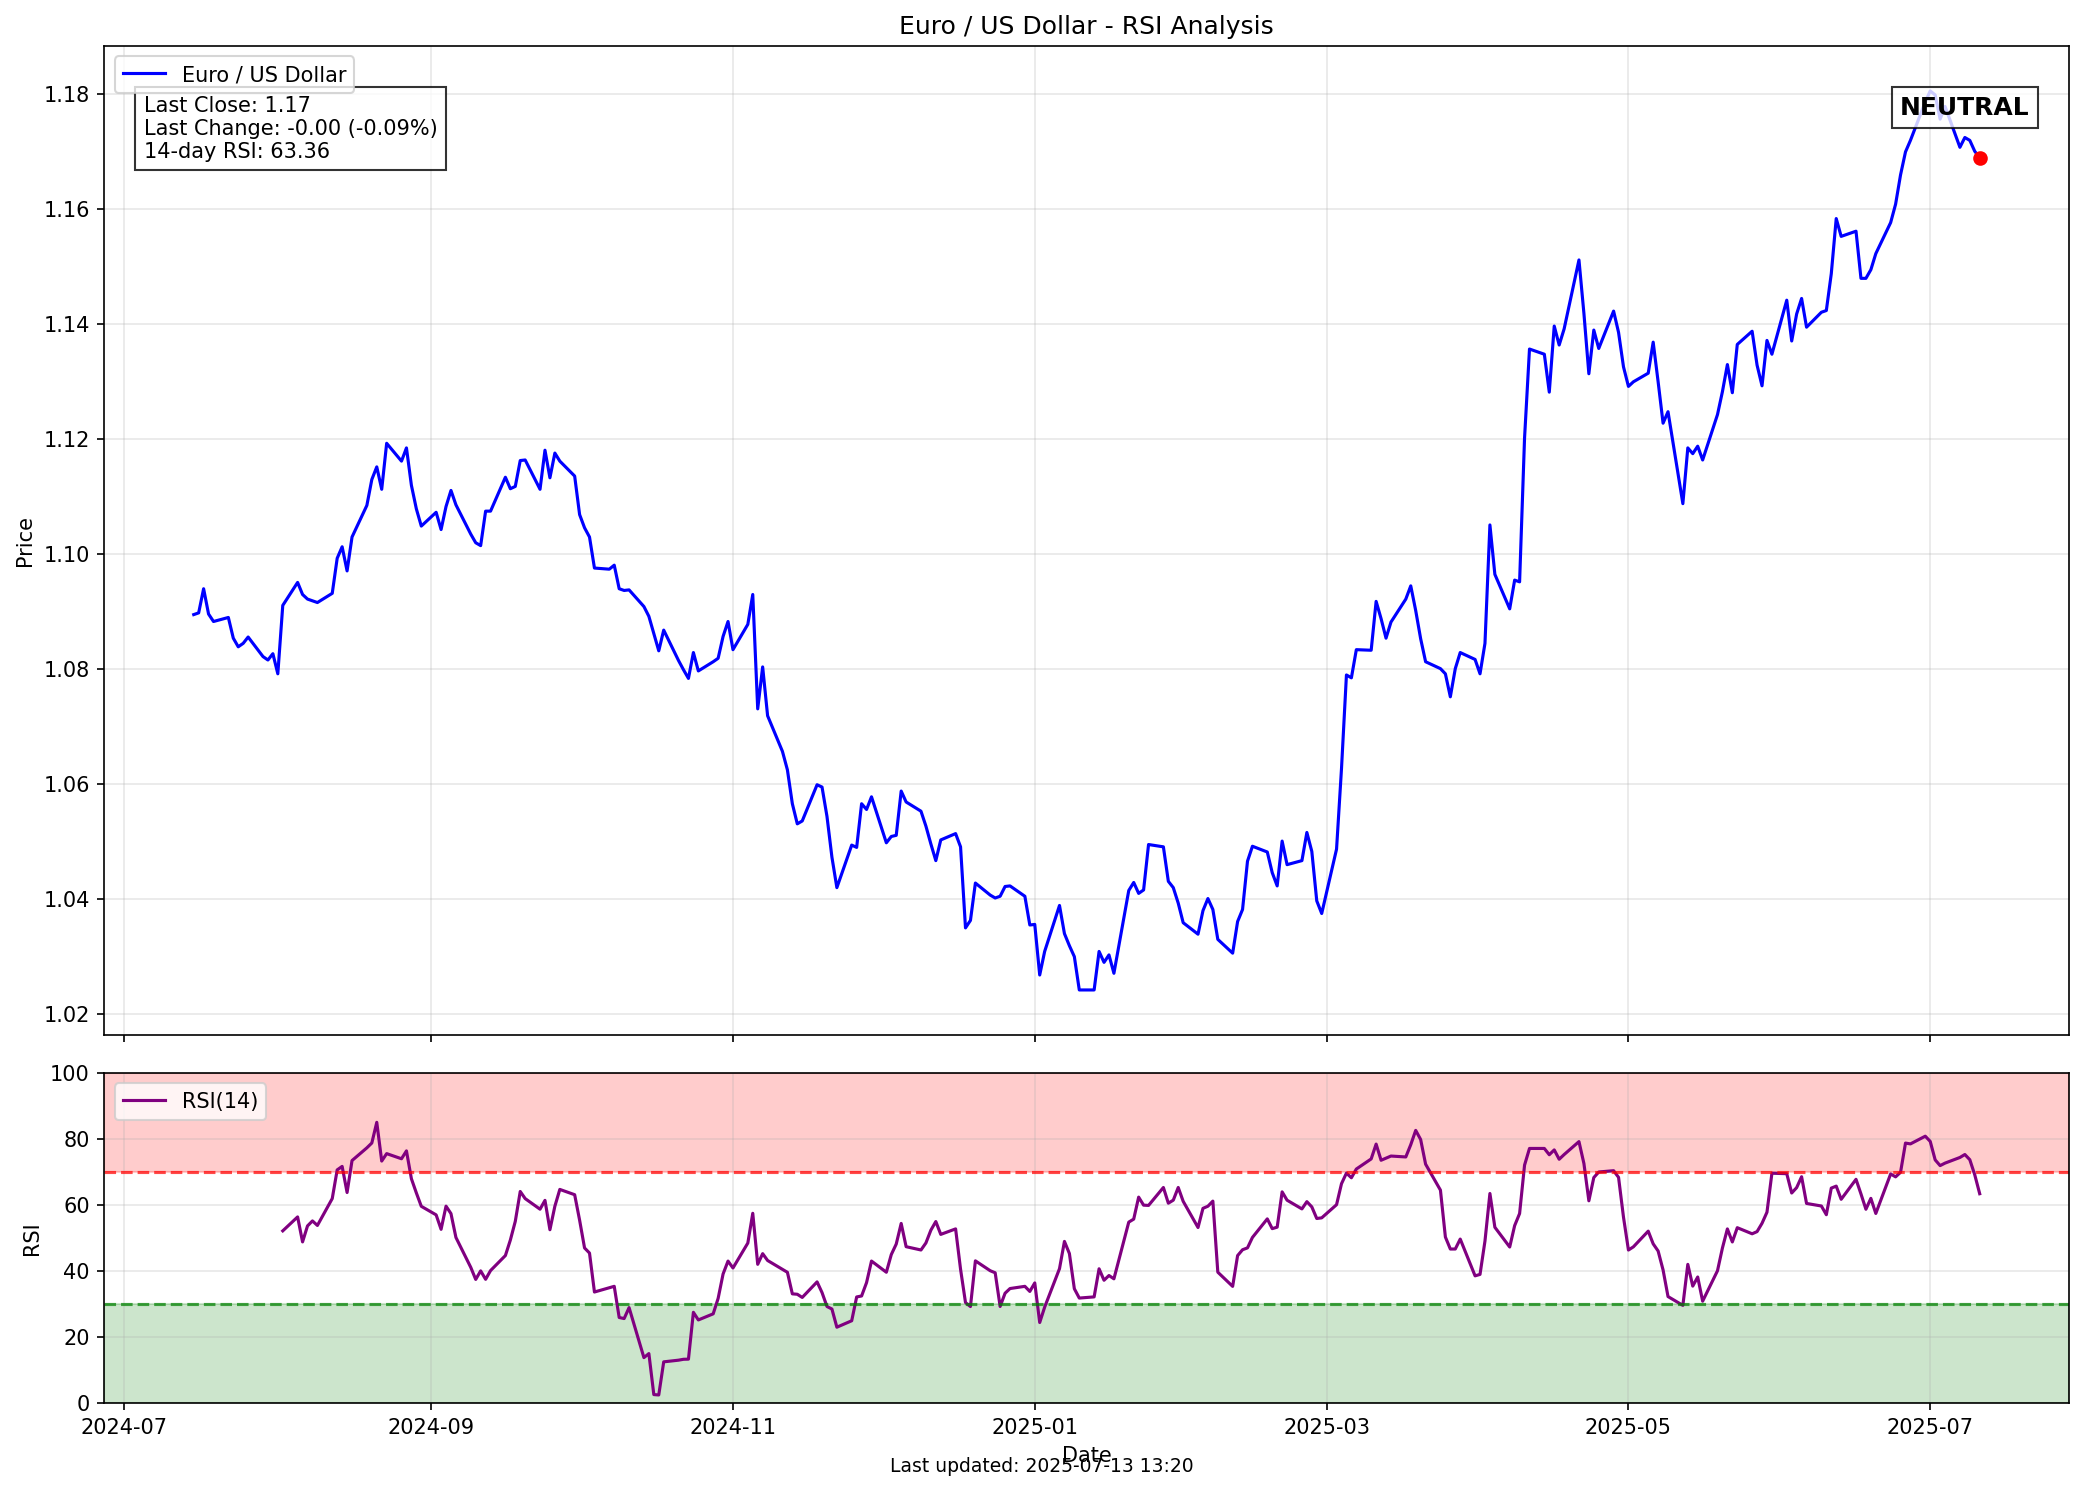 Euro / US Dollar - RSI Analysis
Euro / US Dollar
Last Close: 1.17
Last Change: -0.00 (-0.09%)
14-day RSI: 63.36
NEUTRAL
Price
1.18
1.16
1.14
1.12
1.10
1.08
1.06
1.04
1.02
RSI(14)
RSI
100
80
60
40
20
0
2024-07
2024-09
2024-11
2025-01
2025-03
2025-05
2025-07
Date
Last updated: 2025-07-13 13:20